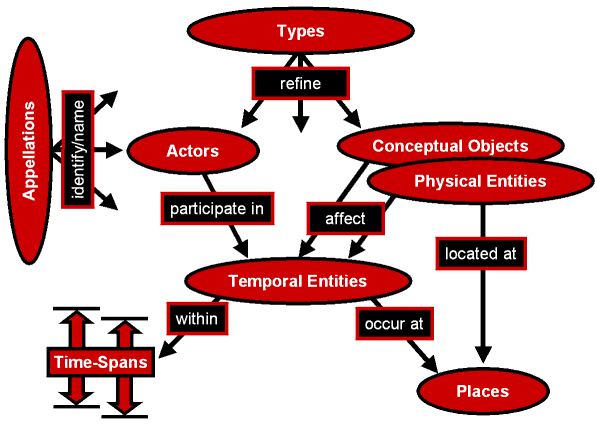 Types
refine
Appellations
identify/name
Actors
Conceptual Objects
Physical Entities
participate in
affect
located at
Temporal Entities
within
occur at
Time-Spans
Places